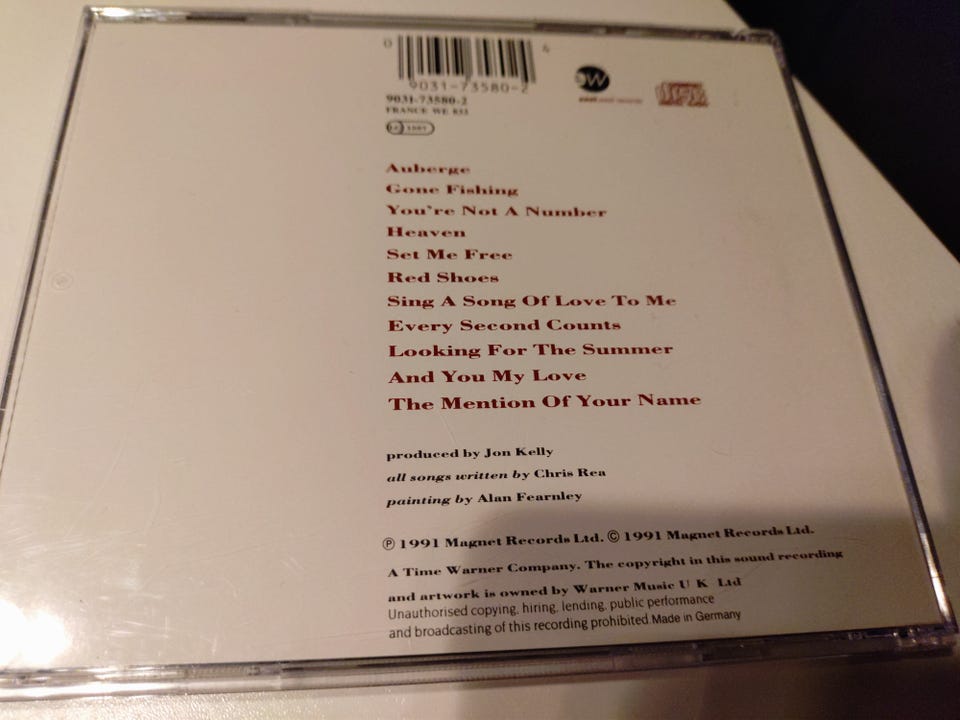 0 4
9031-73580-2
9031-73580-2
FRANCE WE 833
east west records
Auberge
Gone Fishing
You're Not A Number
Heaven
Set Me Free
Red Shoes
Sing A Song Of Love To Me
Every Second Counts
Looking For The Summer
And You My Love
The Mention Of Your Name
produced by Jon Kelly
all songs written by Chris Rea
painting by Alan Fearnley
℗ 1991 Magnet Records Ltd. © 1991 Magnet Records Ltd.
A Time Warner Company. The copyright in this sound recording
and artwork is owned by Warner Music U K Ltd
Unauthorised copying, hiring, lending, public performance
and broadcasting of this recording prohibited Made in Germany